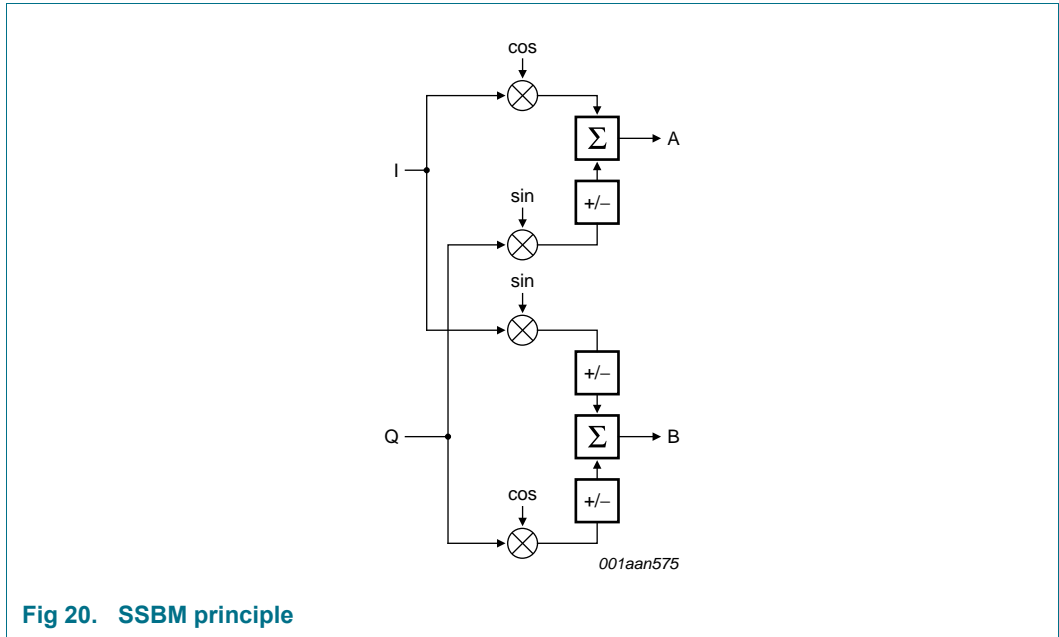 cos
Σ
A
I
+/−
sin
sin
+/−
Q
Σ
B
+/−
cos
001aan575
Fig 20. SSBM principle